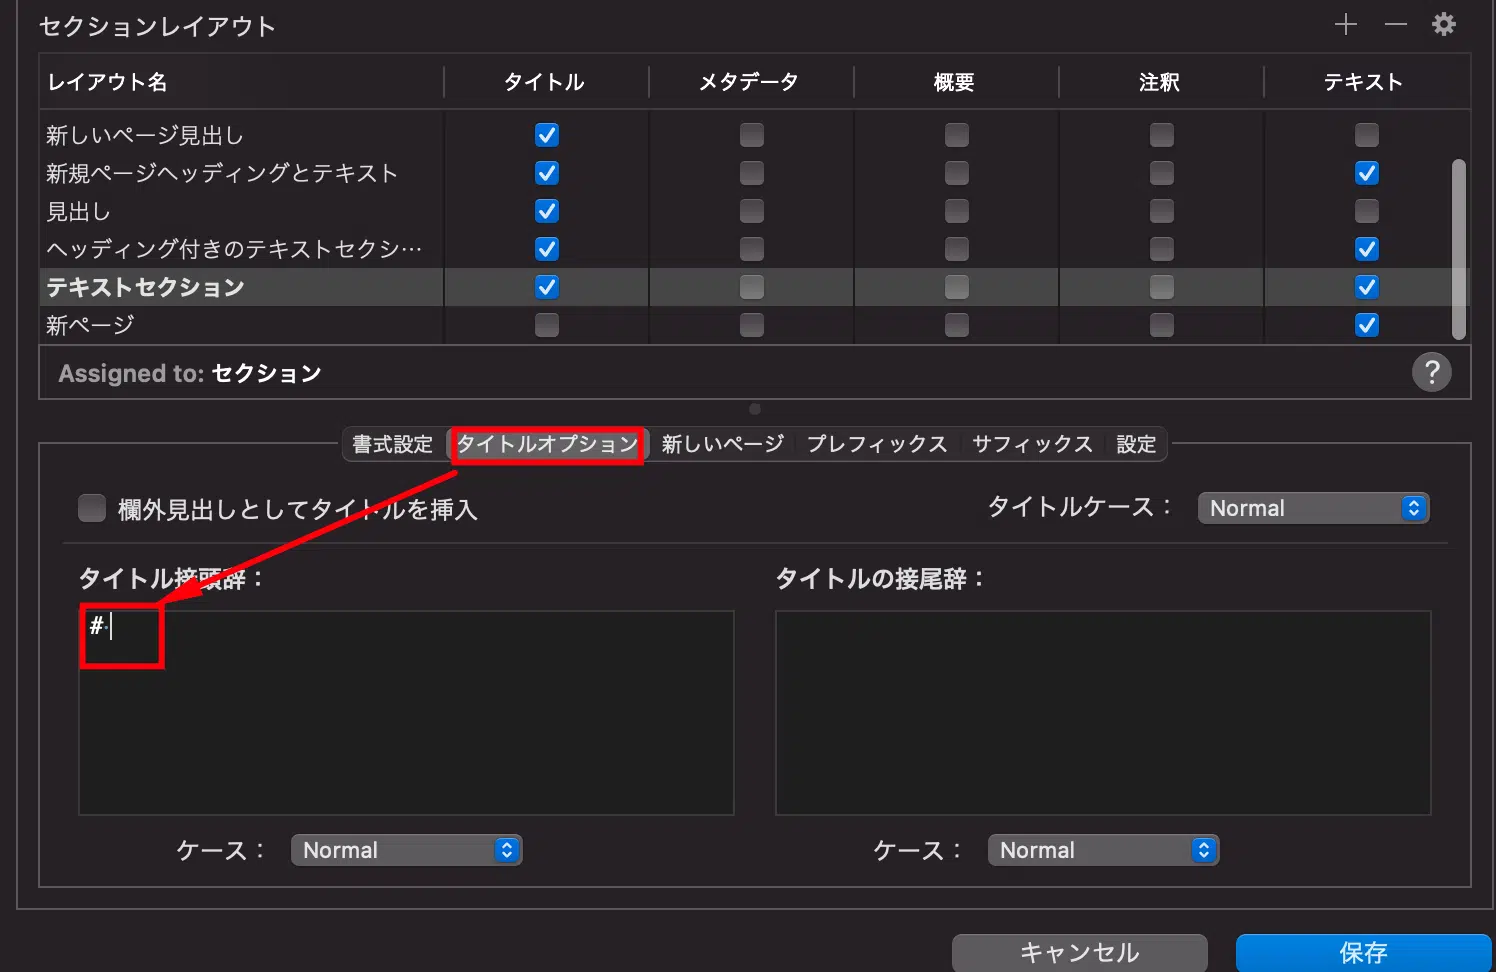 セクションレイアウト
レイアウト名 タイトル メタデータ 概要 注釈 テキスト
新しいページ見出し
新規ページヘッディングとテキスト
見出し
ヘッディング付きのテキストセクシ…
テキストセクション
新ページ
Assigned to: セクション ?
書式設定 タイトルオプション 新しいページ プレフィックス サフィックス 設定
欄外見出しとしてタイトルを挿入 タイトルケース： Normal
タイトル接頭辞： タイトルの接尾辞：
#
ケース： Normal ケース： Normal
キャンセル 保存